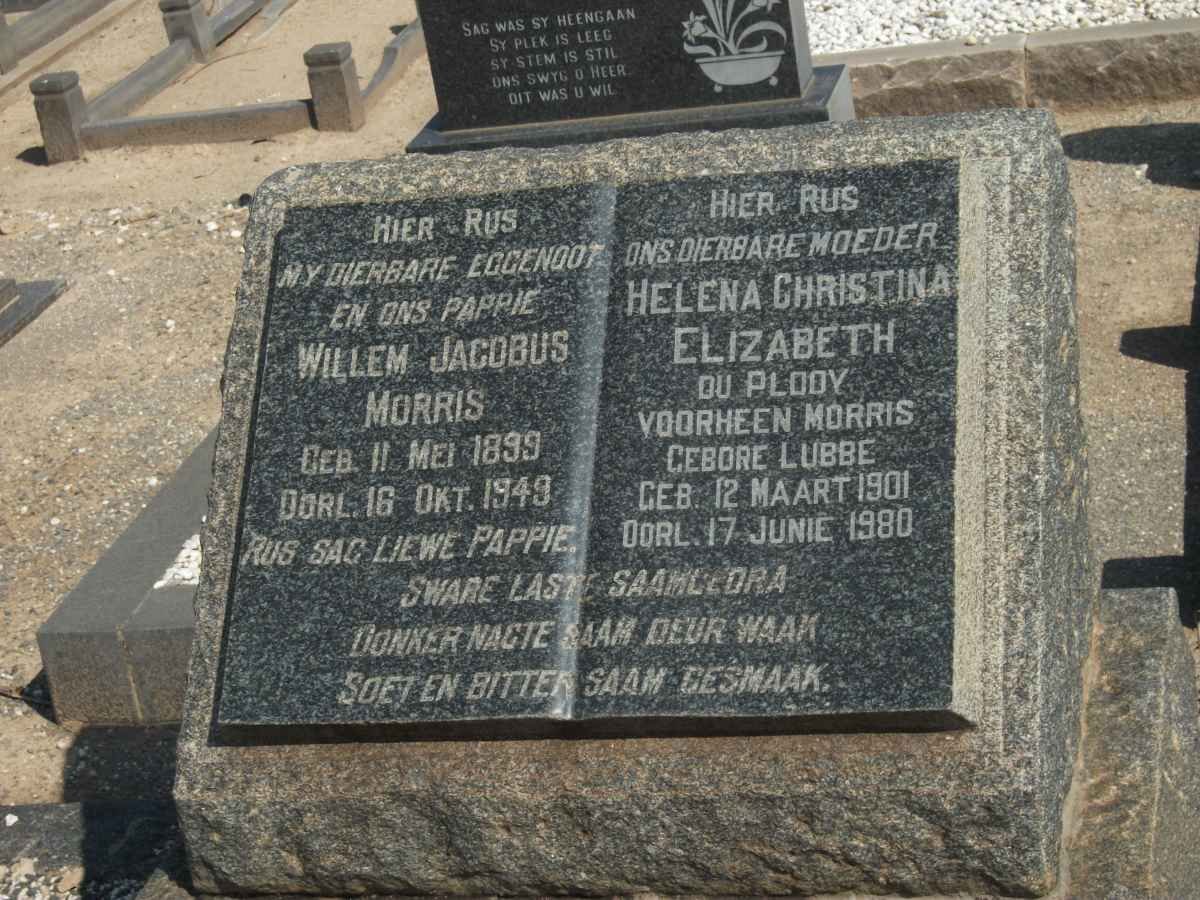 SAG WAS SY HEENGAAN
SY PLEK IS LEEG
SY STEM IS STIL
ONS SWYG O HEER
DIT WAS U WIL
HIER RUS
MY DIERBARE EGGENOOT
EN ONS PAPPIE
WILLEM JACOBUS
MORRIS
GEB. 11 MEI 1899
OORL. 16 OKT. 1949
RUS SAG LIEWE PAPPIE.
HIER RUS
ONS DIERBARE MOEDER
HELENA CHRISTINA
ELIZABETH
DU PLOOY
VOORHEEN MORRIS
GEBORE LUBBE
GEB. 12 MAART 1901
OORL. 17 JUNIE 1980
SWARE LASTE SAAMGEDRA
DONKER NAGTE SAAM DEUR WAAK
SOET EN BITTER SAAM GESMAAK.